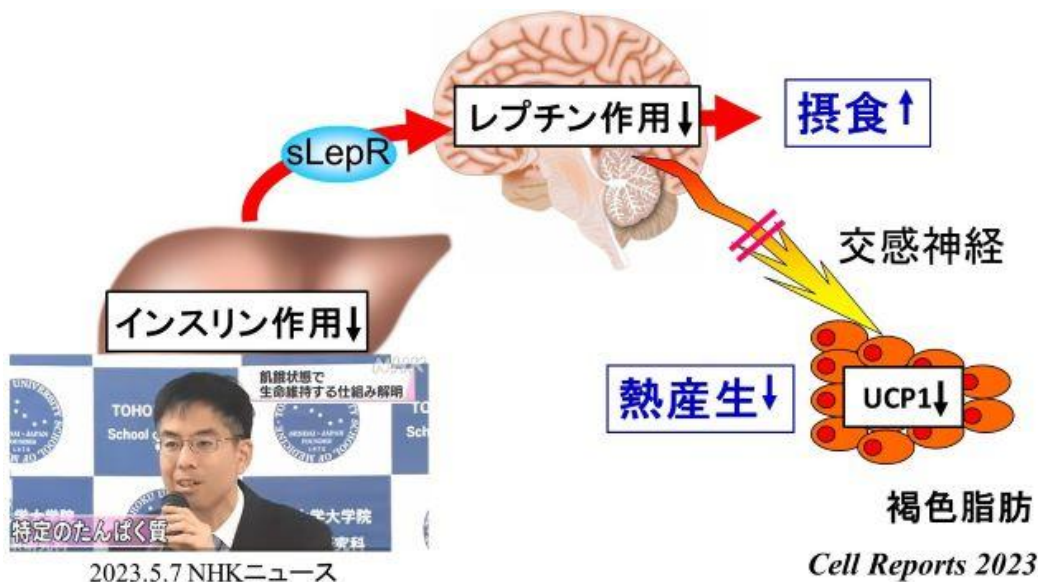 レプチン作用↓
摂食↑
sLepR
交感神経
インスリン作用↓
飢餓状態で
生命維持する仕組み解明
UCP1↓
熱産生↓
特定のたんぱく質
褐色脂肪
2023.5.7 NHKニュース
Cell Reports 2023